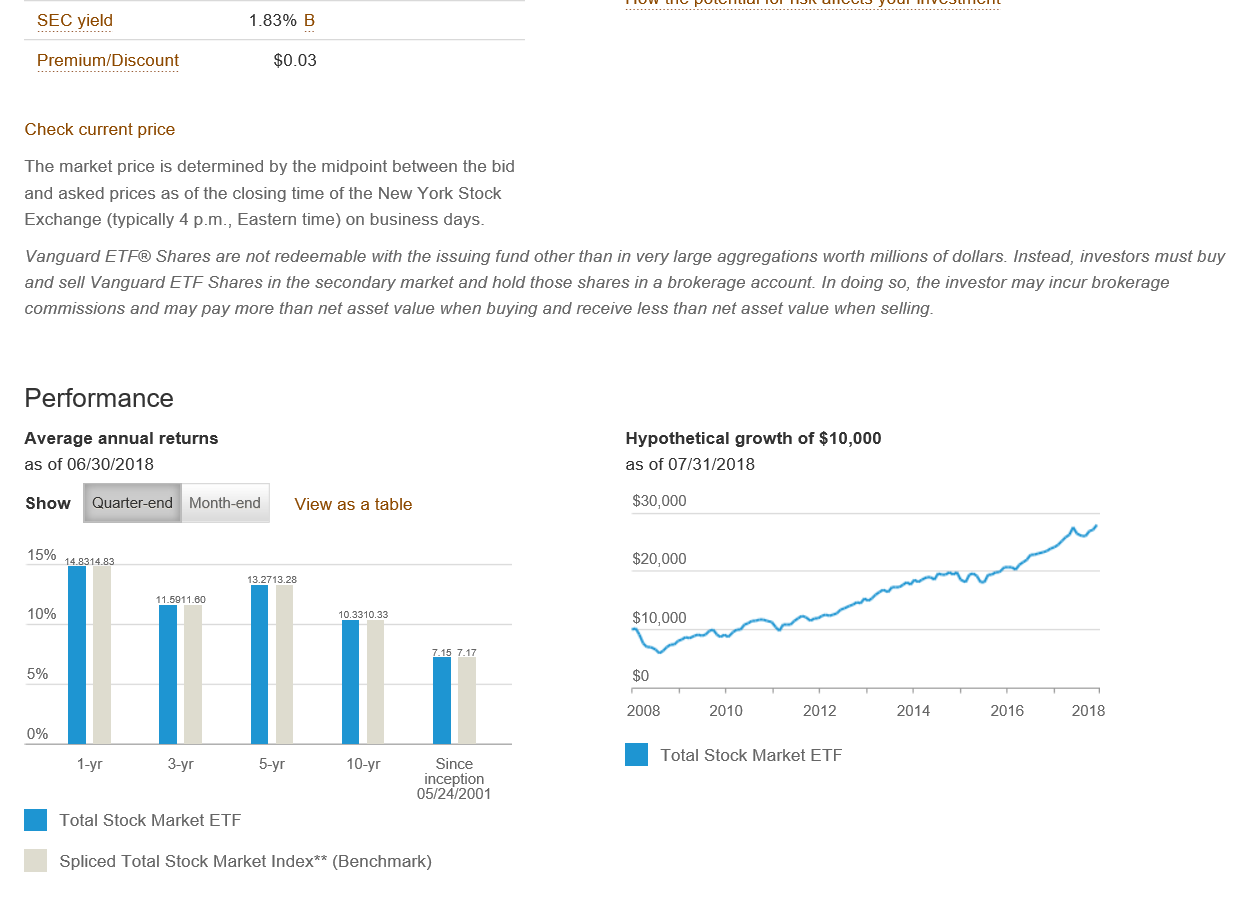 How the potential for risk affects your investment
SEC yield 1.83% B
Premium/Discount $0.03
Check current price
The market price is determined by the midpoint between the bid
and asked prices as of the closing time of the New York Stock
Exchange (typically 4 p.m., Eastern time) on business days.
Vanguard ETF® Shares are not redeemable with the issuing fund other than in very large aggregations worth millions of dollars. Instead, investors must buy
and sell Vanguard ETF Shares in the secondary market and hold those shares in a brokerage account. In doing so, the investor may incur brokerage
commissions and may pay more than net asset value when buying and receive less than net asset value when selling.
Performance
Average annual returns
as of 06/30/2018
Show Quarter-end Month-end View as a table
15%
10%
5%
0%
14.83 14.83
11.59 11.60
13.27 13.28
10.33 10.33
7.15 7.17
1-yr 3-yr 5-yr 10-yr Since
inception
05/24/2001
Total Stock Market ETF
Spliced Total Stock Market Index** (Benchmark)
Hypothetical growth of $10,000
as of 07/31/2018
$30,000
$20,000
$10,000
$0
2008 2010 2012 2014 2016 2018
Total Stock Market ETF